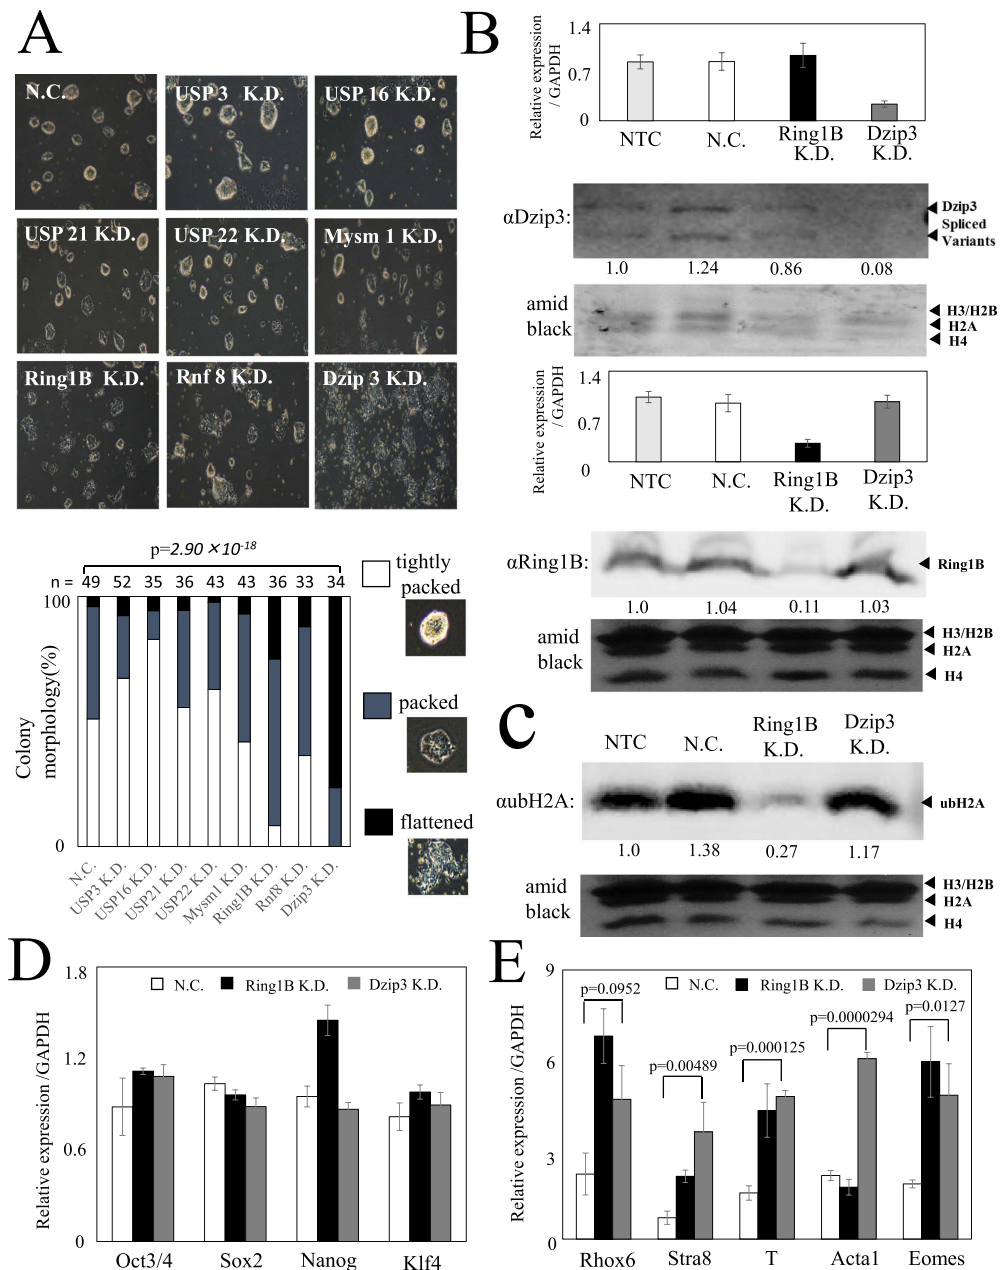 A
N.C.
USP 3 K.D.
USP 16 K.D.
USP 21 K.D.
USP 22 K.D.
Mysm 1 K.D.
Ring1B K.D.
Rnf 8 K.D.
Dzip 3 K.D.
p=2.90×10-18
n = 49 52 35 36 43 43 36 33 34
100
0
Colony
morphology(%)
N.C.
USP3 K.D.
USP16 K.D.
USP21 K.D.
USP22 K.D.
Mysm1 K.D.
Ring1B K.D.
Rnf8 K.D.
Dzip3 K.D.
tightly
packed
packed
flattened
B
Relative expression
/ GAPDH
1.4
0.7
0
NTC
N.C.
Ring1B
K.D.
Dzip3
K.D.
αDzip3:
Dzip3
Spliced
Variants
1.0 1.24 0.86 0.08
amid
black
H3/H2B
H2A
H4
Relative expression
/ GAPDH
1.4
0.7
0
NTC
N.C.
Ring1B
K.D.
Dzip3
K.D.
αRing1B:
Ring1B
1.0 1.04 0.11 1.03
amid
black
H3/H2B
H2A
H4
c
NTC
N.C.
Ring1B
K.D.
Dzip3
K.D.
αubH2A:
ubH2A
1.0 1.38 0.27 1.17
amid
black
H3/H2B
H2A
H4
D
Relative expression /GAPDH
1.8
1.2
0.6
0
N.C. Ring1B K.D. Dzip3 K.D.
Oct3/4 Sox2 Nanog Klf4
E
Relative expression /GAPDH
9
6
3
0
N.C. Ring1B K.D. Dzip3 K.D.
p=0.0952
p=0.00489
p=0.000125
p=0.0000294
p=0.0127
Rhox6 Stra8 T Acta1 Eomes